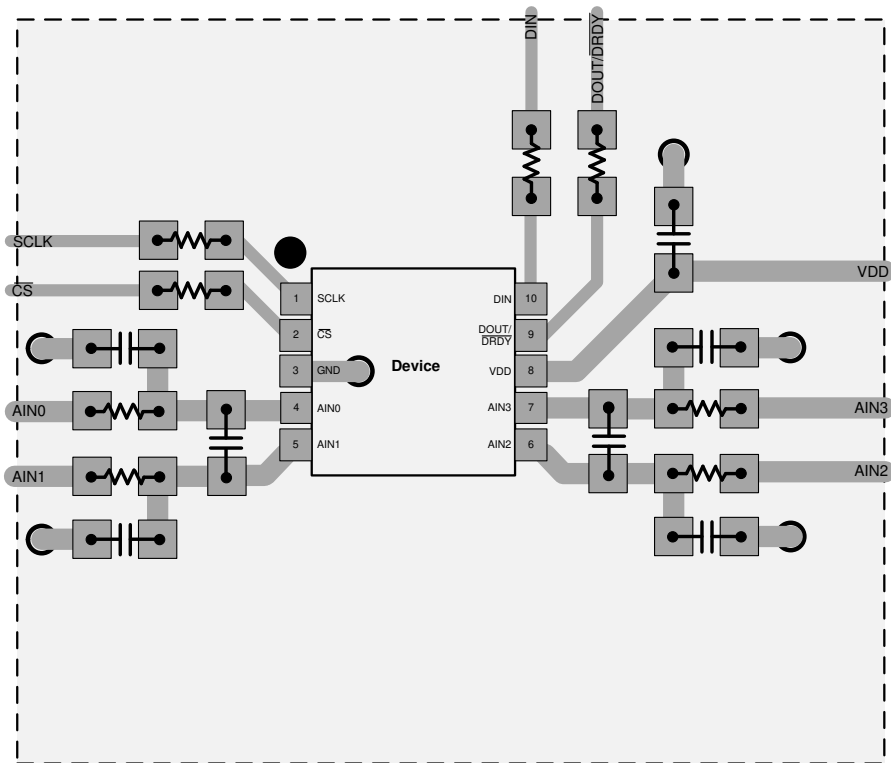 DIN
DOUT/DRDY
SCLK
CS
VDD
1 SCLK
2 CS
3 GND
4 AIN0
5 AIN1
Device
DIN 10
DOUT/
DRDY 9
VDD 8
AIN3 7
AIN2 6
AIN0
AIN1
AIN3
AIN2